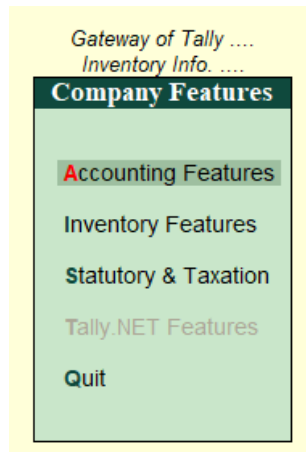 Gateway of Tally ....
Inventory Info. ....
Company Features
Accounting Features
Inventory Features
Statutory & Taxation
Tally.NET Features
Quit